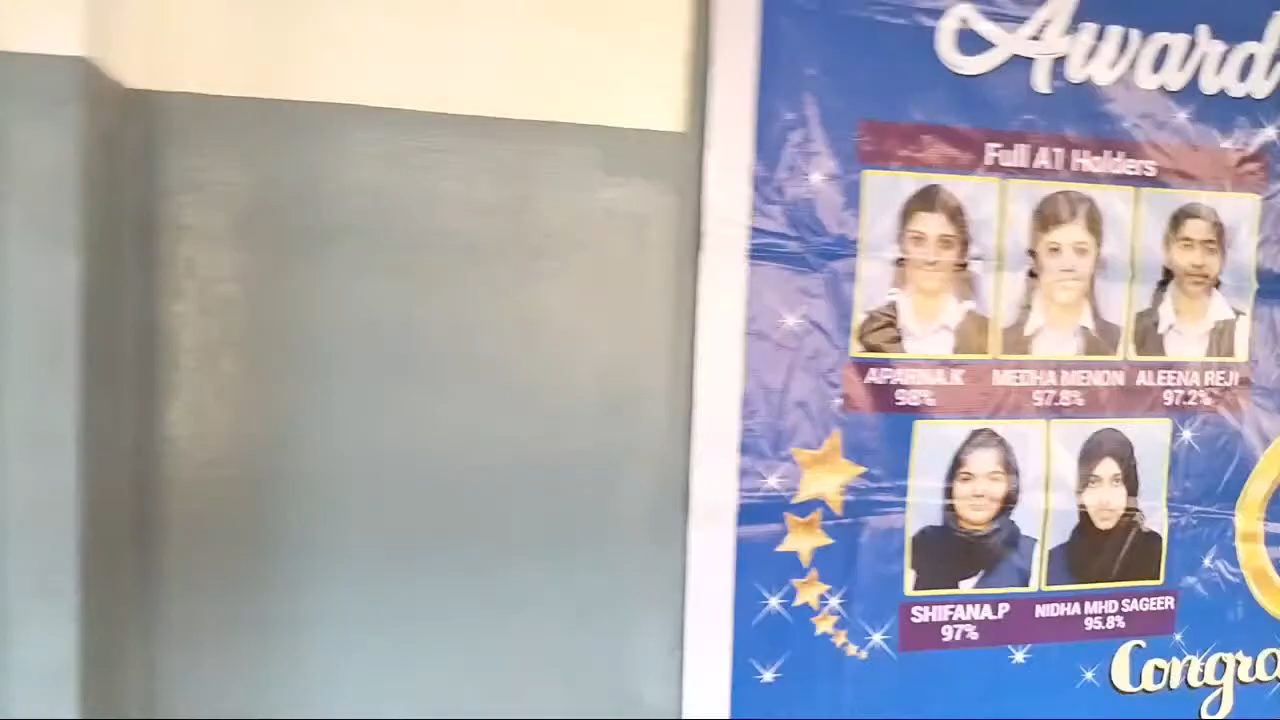 Award
Full A1 Holders
APARNA.K MEDHA MENON ALEENA REJI
98% 97.8% 97.2%
SHIFANA.P NIDHA MHD SAGEER
97% 95.8%
Congra